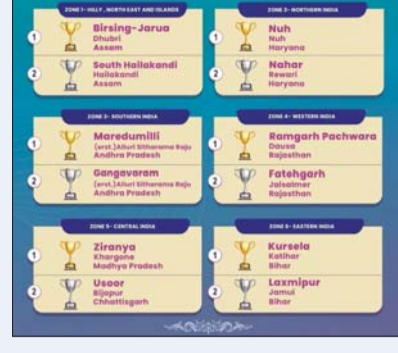 ZONE 1- HILLY, NORTH EAST AND ISLANDS
1
Birsing-Jarua
Dhubri
Assam
2
South Hailakandi
Hailakandi
Assam
ZONE 2- NORTHERN INDIA
1
Nuh
Nuh
Haryana
2
Nahar
Rewari
Haryana
ZONE 3- SOUTHERN INDIA
1
Maredumilli
(erst.)Alluri Sitharama Raju
Andhra Pradesh
2
Gangavaram
(erst.)Alluri Sitharama Raju
Andhra Pradesh
ZONE 4- WESTERN INDIA
1
Ramgarh Pachwara
Dausa
Rajasthan
2
Fatehgarh
Jaisalmer
Rajasthan
ZONE 5- CENTRAL INDIA
1
Ziranya
Khargone
Madhya Pradesh
2
Usoor
Bijapur
Chhattisgarh
ZONE 6- EASTERN INDIA
1
Kursela
Katihar
Bihar
2
Laxmipur
Jamui
Bihar